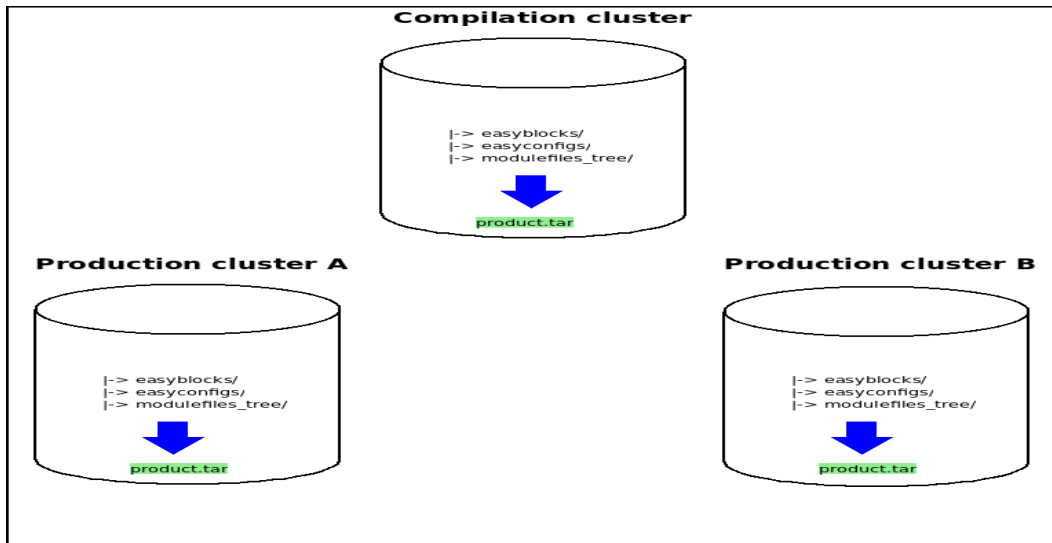 Compilation cluster
|-> easyblocks/
|-> easyconfigs/
|-> modulefiles_tree/
product.tar
Production cluster A
|-> easyblocks/
|-> easyconfigs/
|-> modulefiles_tree/
product.tar
Production cluster B
|-> easyblocks/
|-> easyconfigs/
|-> modulefiles_tree/
product.tar